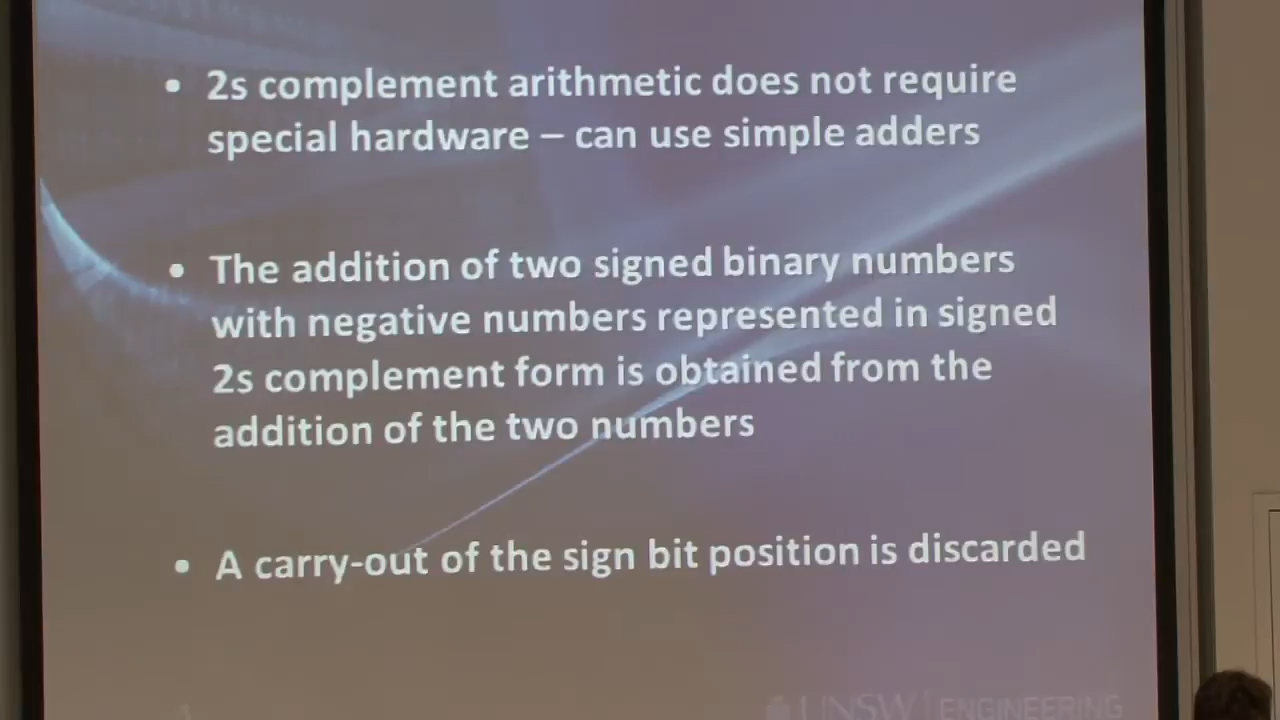 • 2s complement arithmetic does not require
special hardware – can use simple adders
• The addition of two signed binary numbers
with negative numbers represented in signed
2s complement form is obtained from the
addition of the two numbers
• A carry-out of the sign bit position is discarded
UNSW | ENGINEERING